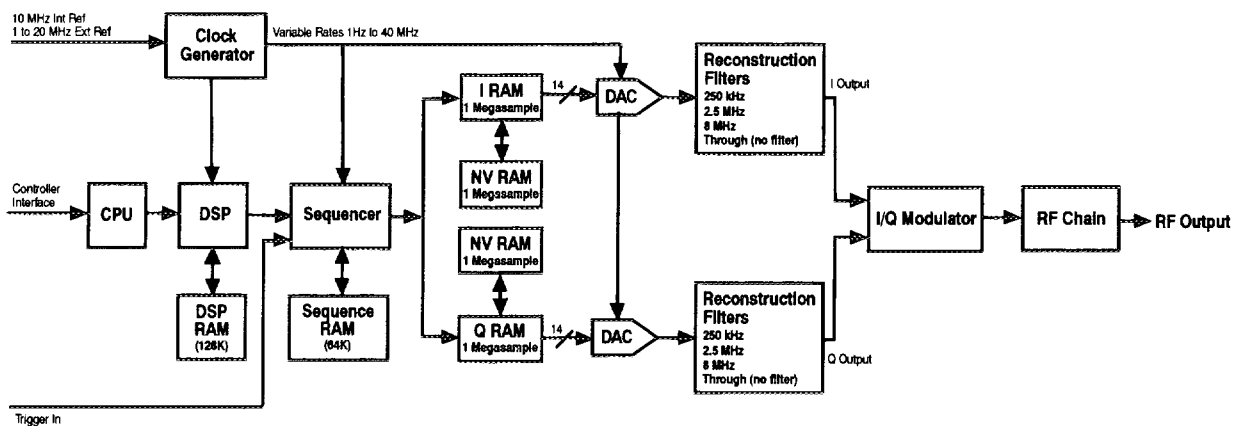 10 MHz Int Ref
1 to 20 MHz Ext Ref
Clock
Generator
Variable Rates 1Hz to 40 MHz
I RAM
1 Megasample
14
DAC
Reconstruction
Filters
250 kHz
2.5 MHz
8 MHz
Through (no filter)
I Output
NV RAM
1 Megasample
Controller
Interface
CPU
DSP
Sequencer
I/Q Modulator
RF Chain
RF Output
NV RAM
1 Megasample
DSP
RAM
(126K)
Sequence
RAM
(64K)
Q RAM
1 Megasample
14
DAC
Reconstruction
Filters
250 kHz
2.5 MHz
8 MHz
Through (no filter)
Q Output
Trigger In